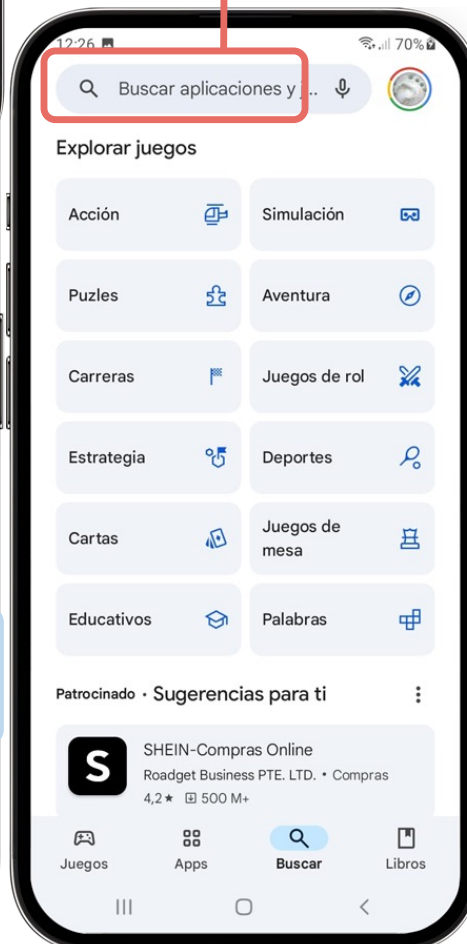 12:26 70%
Buscar aplicaciones y j...
Explorar juegos
Acción Simulación
Puzles Aventura
Carreras Juegos de rol
Estrategia Deportes
Cartas Juegos de
mesa
Educativos Palabras
Patrocinado · Sugerencias para ti
S
SHEIN-Compras Online
Roadget Business PTE. LTD. • Compras
4,2★ 500 M+
Juegos Apps Buscar Libros